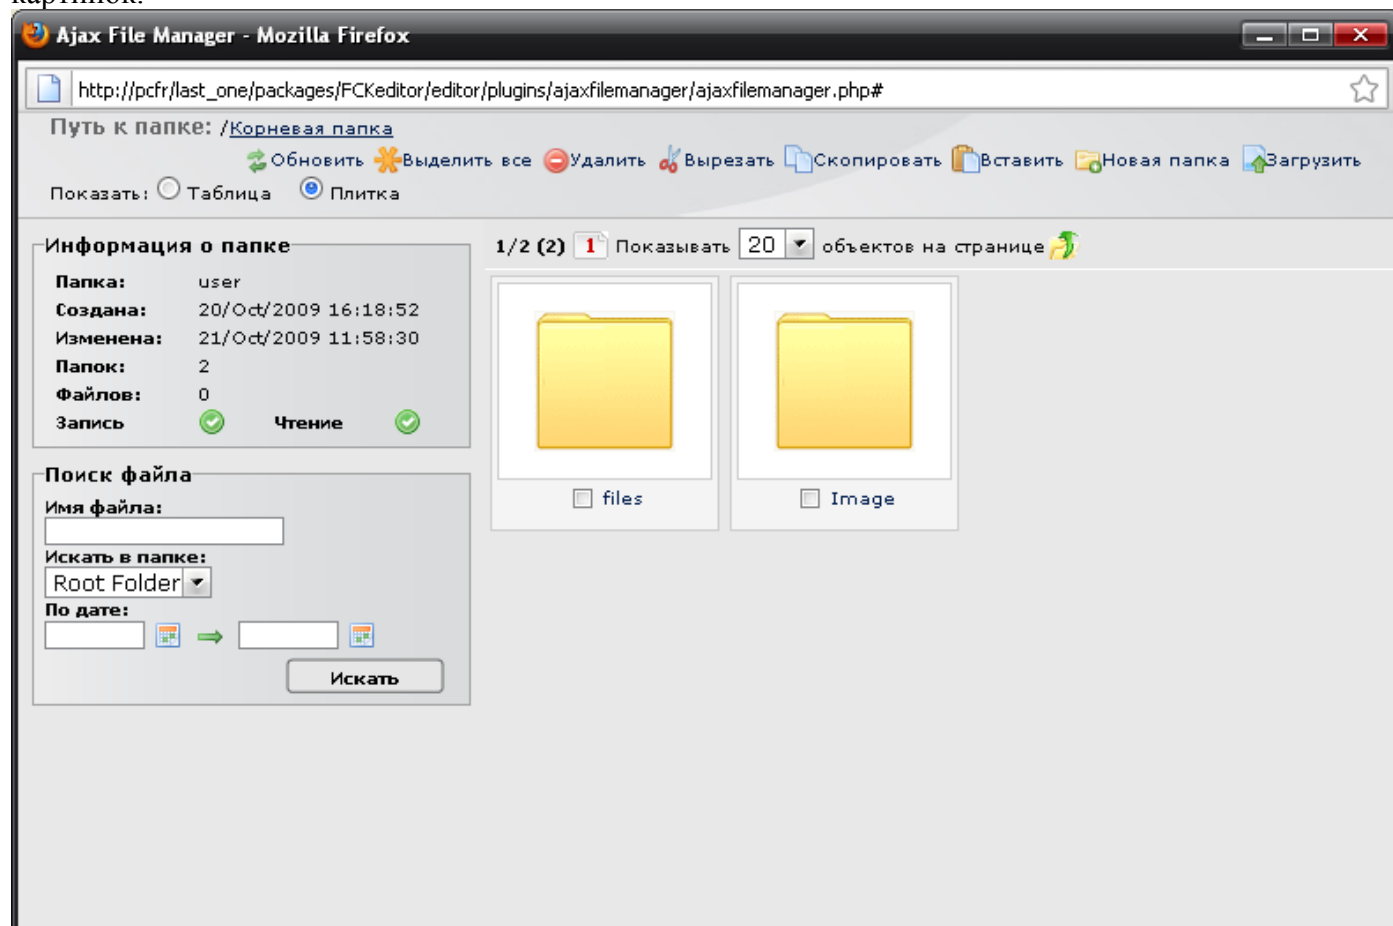 картинок.
Ajax File Manager - Mozilla Firefox
http://pcfr/last_one/packages/FCKeditor/editor/plugins/ajaxfilemanager/ajaxfilemanager.php#
Путь к папке: /Корневая папка
Обновить Выделить все Удалить Вырезать Скопировать Вставить Новая папка Загрузить
Показать: Таблица Плитка
Информация о папке
Папка: user
Создана: 20/Oct/2009 16:18:52
Изменена: 21/Oct/2009 11:58:30
Папок: 2
Файлов: 0
Запись Чтение
Поиск файла
Имя файла:
Искать в папке:
Root Folder
По дате:
Искать
1/2 (2) 1 Показывать 20 объектов на странице
files
Image